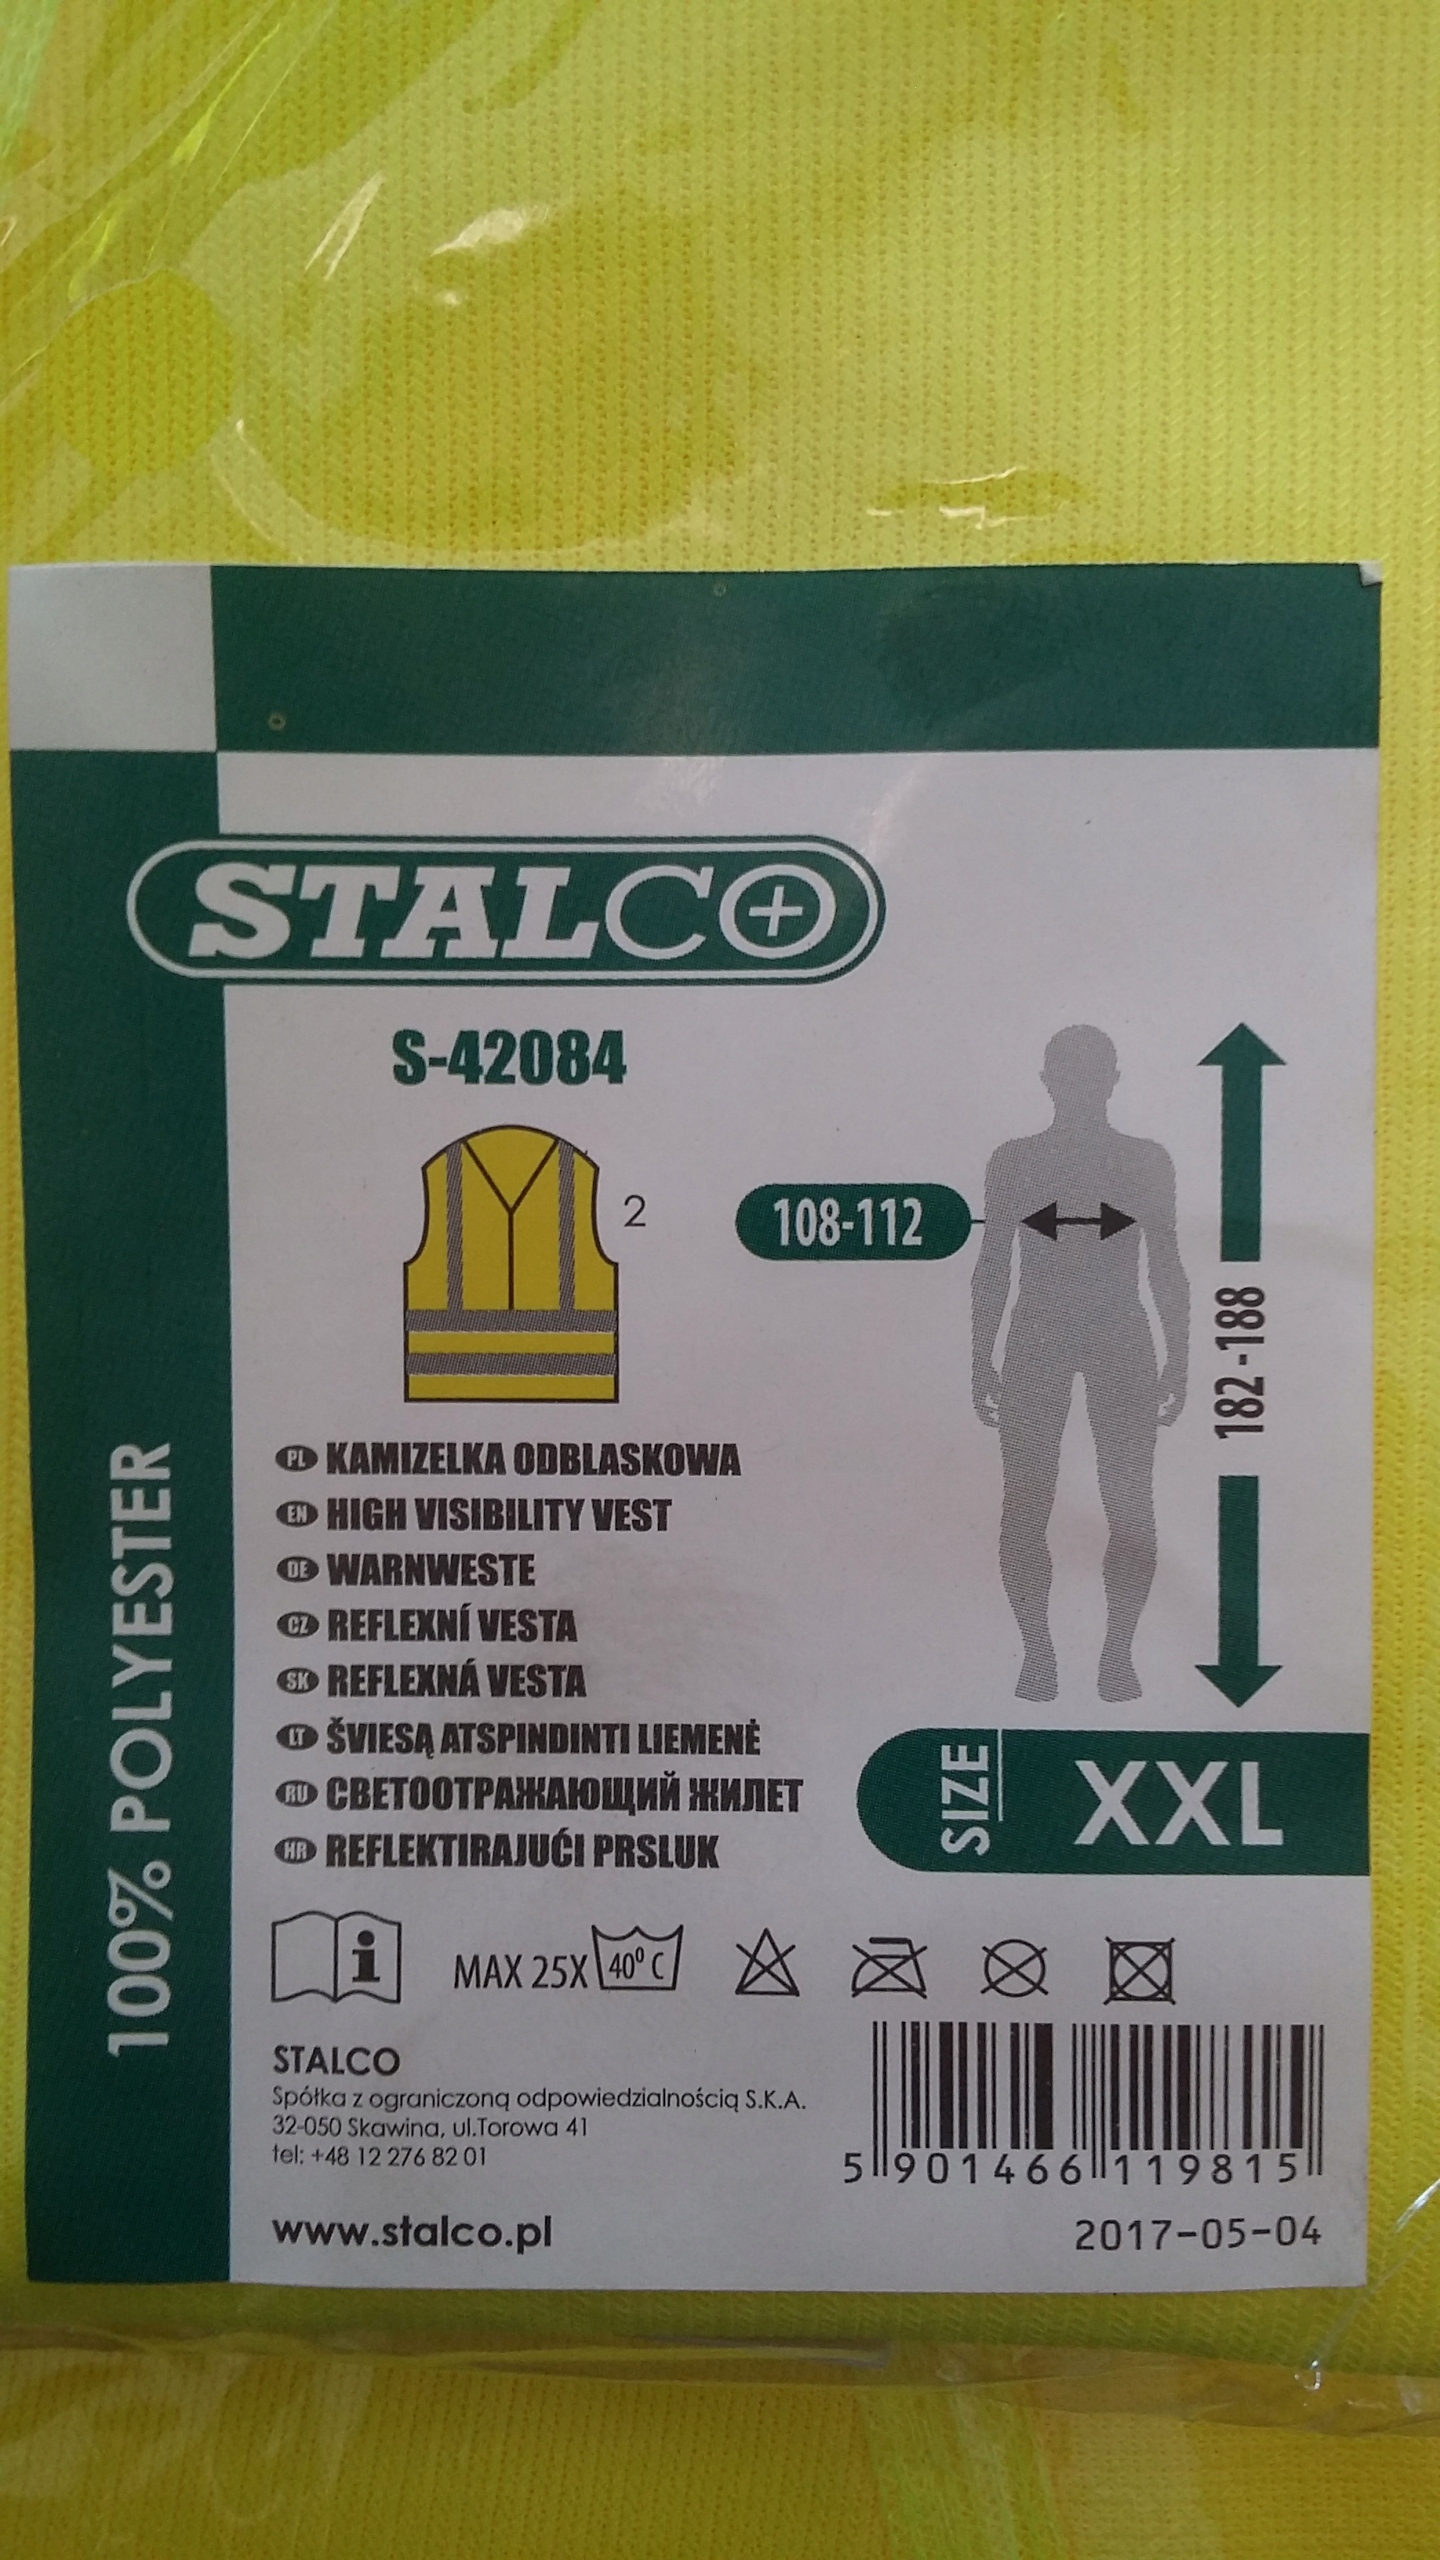 STALCO
S-42084
2
108-112
182-188
PL KAMIZELKA ODBLASKOWA
EN HIGH VISIBILITY VEST
DE WARNWESTE
CZ REFLEXNÍ VESTA
SK REFLEXNÁ VESTA
LT ŠVIESĄ ATSPINDINTI LIEMENĖ
RU СВЕТООТРАЖАЮЩИЙ ЖИЛЕТ
HR REFLEKTIRAJUĆI PRSLUK
SIZE XXL
100% POLYESTER
i
MAX 25X 40⁰ C
STALCO
Spółka z ograniczoną odpowiedzialnością S.K.A.
32-050 Skawina, ul.Torowa 41
tel: +48 12 276 82 01
www.stalco.pl
5 901466 119815
2017-05-04